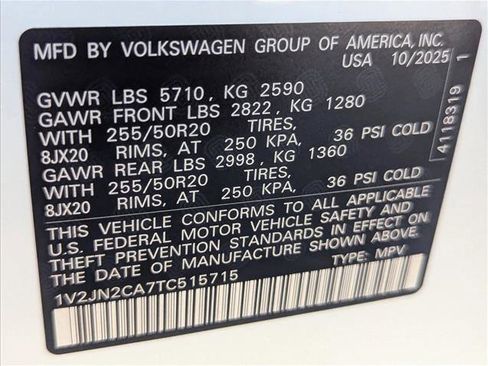 MFD BY VOLKSWAGEN GROUP OF AMERICA, INC.
USA 10/2025
GVWR LBS 5710, KG 2590
GAWR FRONT LBS 2822, KG 1280
WITH 255/50R20 TIRES,
8JX20 RIMS, AT 250 KPA, 36 PSI COLD
GAWR REAR LBS 2998, KG 1360
WITH 255/50R20 TIRES,
8JX20 RIMS, AT 250 KPA, 36 PSI COLD
THIS VEHICLE CONFORMS TO ALL APPLICABLE
U.S. FEDERAL MOTOR VEHICLE SAFETY AND
THEFT PREVENTION STANDARDS IN EFFECT ON
THE DATE OF MANUFACTURE SHOWN ABOVE.
1V2JN2CA7TC515715 TYPE: MPV
4118319 1